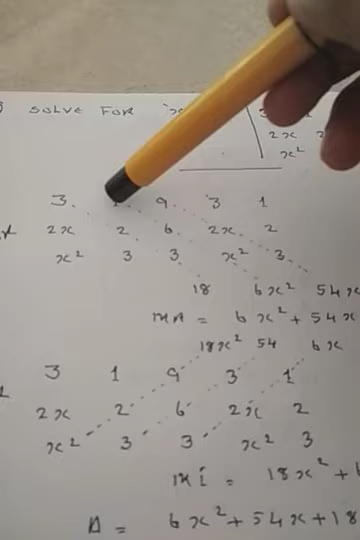 SOLVE FOR
2x
x²
3 9 3 1
2x 2 6 2x 2
x² 3 3 x² 3
18 6x² 54x
MA = 6x² + 54x
18x² 54 6x
3 1 9 3 1
2x 2 6 2x 2
x² 3 3 x² 3
MI = 18x² +
Δ = 6x² + 54x + 18